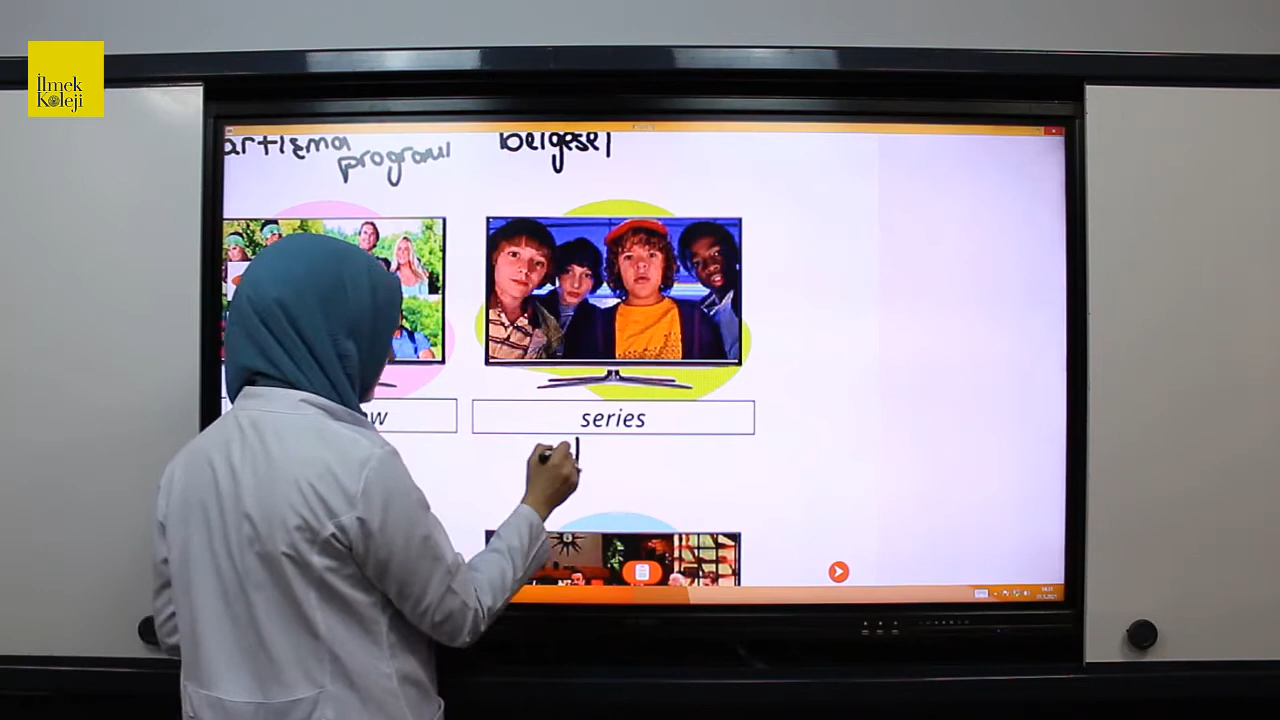 İlmek
Koleji
artışma
programı
belgesel
series